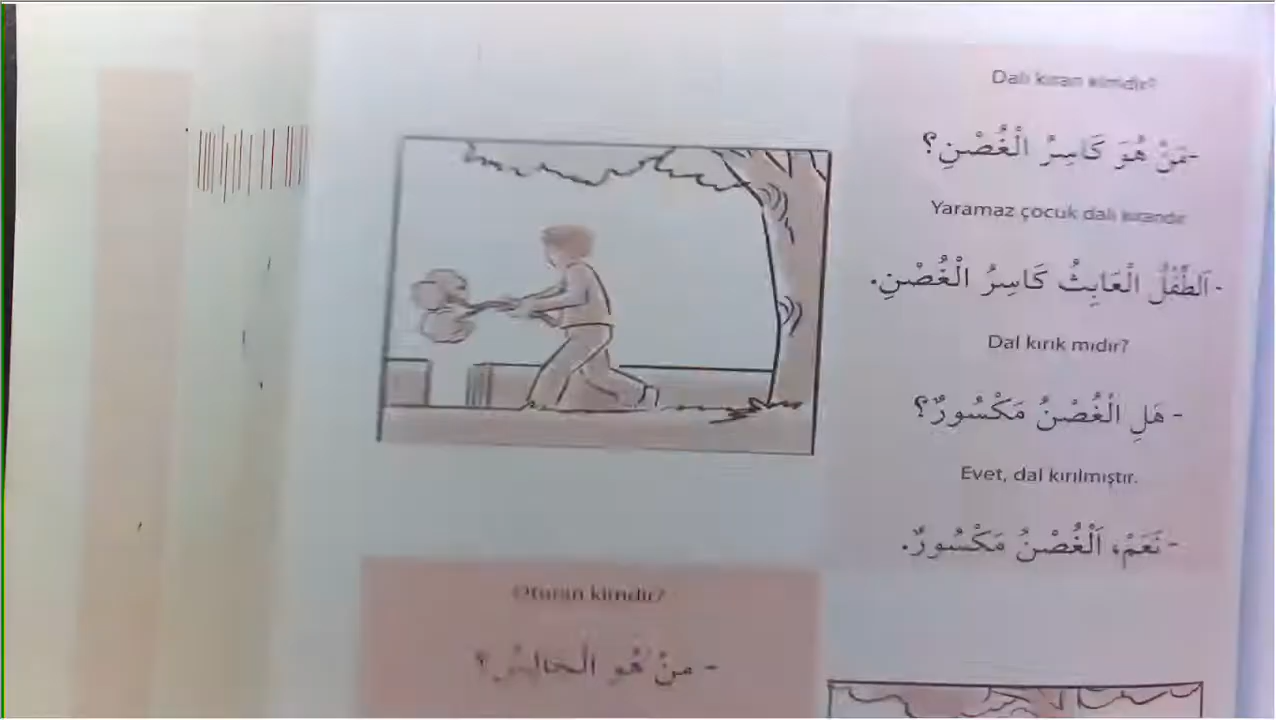 Dalı kıran kimdir?
-مَنْ هُوَ كَاسِرُ الْغُصْنِ؟
Yaramaz çocuk dalı kırandır.
- اَلطِّفْلُ الْعَابِثُ كَاسِرُ الْغُصْنِ.
Dal kırık mıdır?
- هَلِ الْغُصْنُ مَكْسُورٌ؟
Evet, dal kırılmıştır.
- نَعَمْ، اَلْغُصْنُ مَكْسُورٌ.
Oturan kimdir?
- مَنْ هُوَ الْجَالِسُ؟